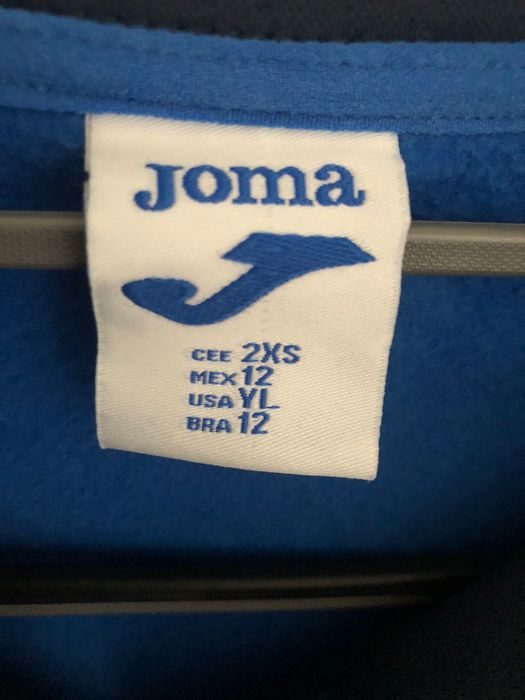 Joma
CEE 2XS
MEX 12
USA YL
BRA 12